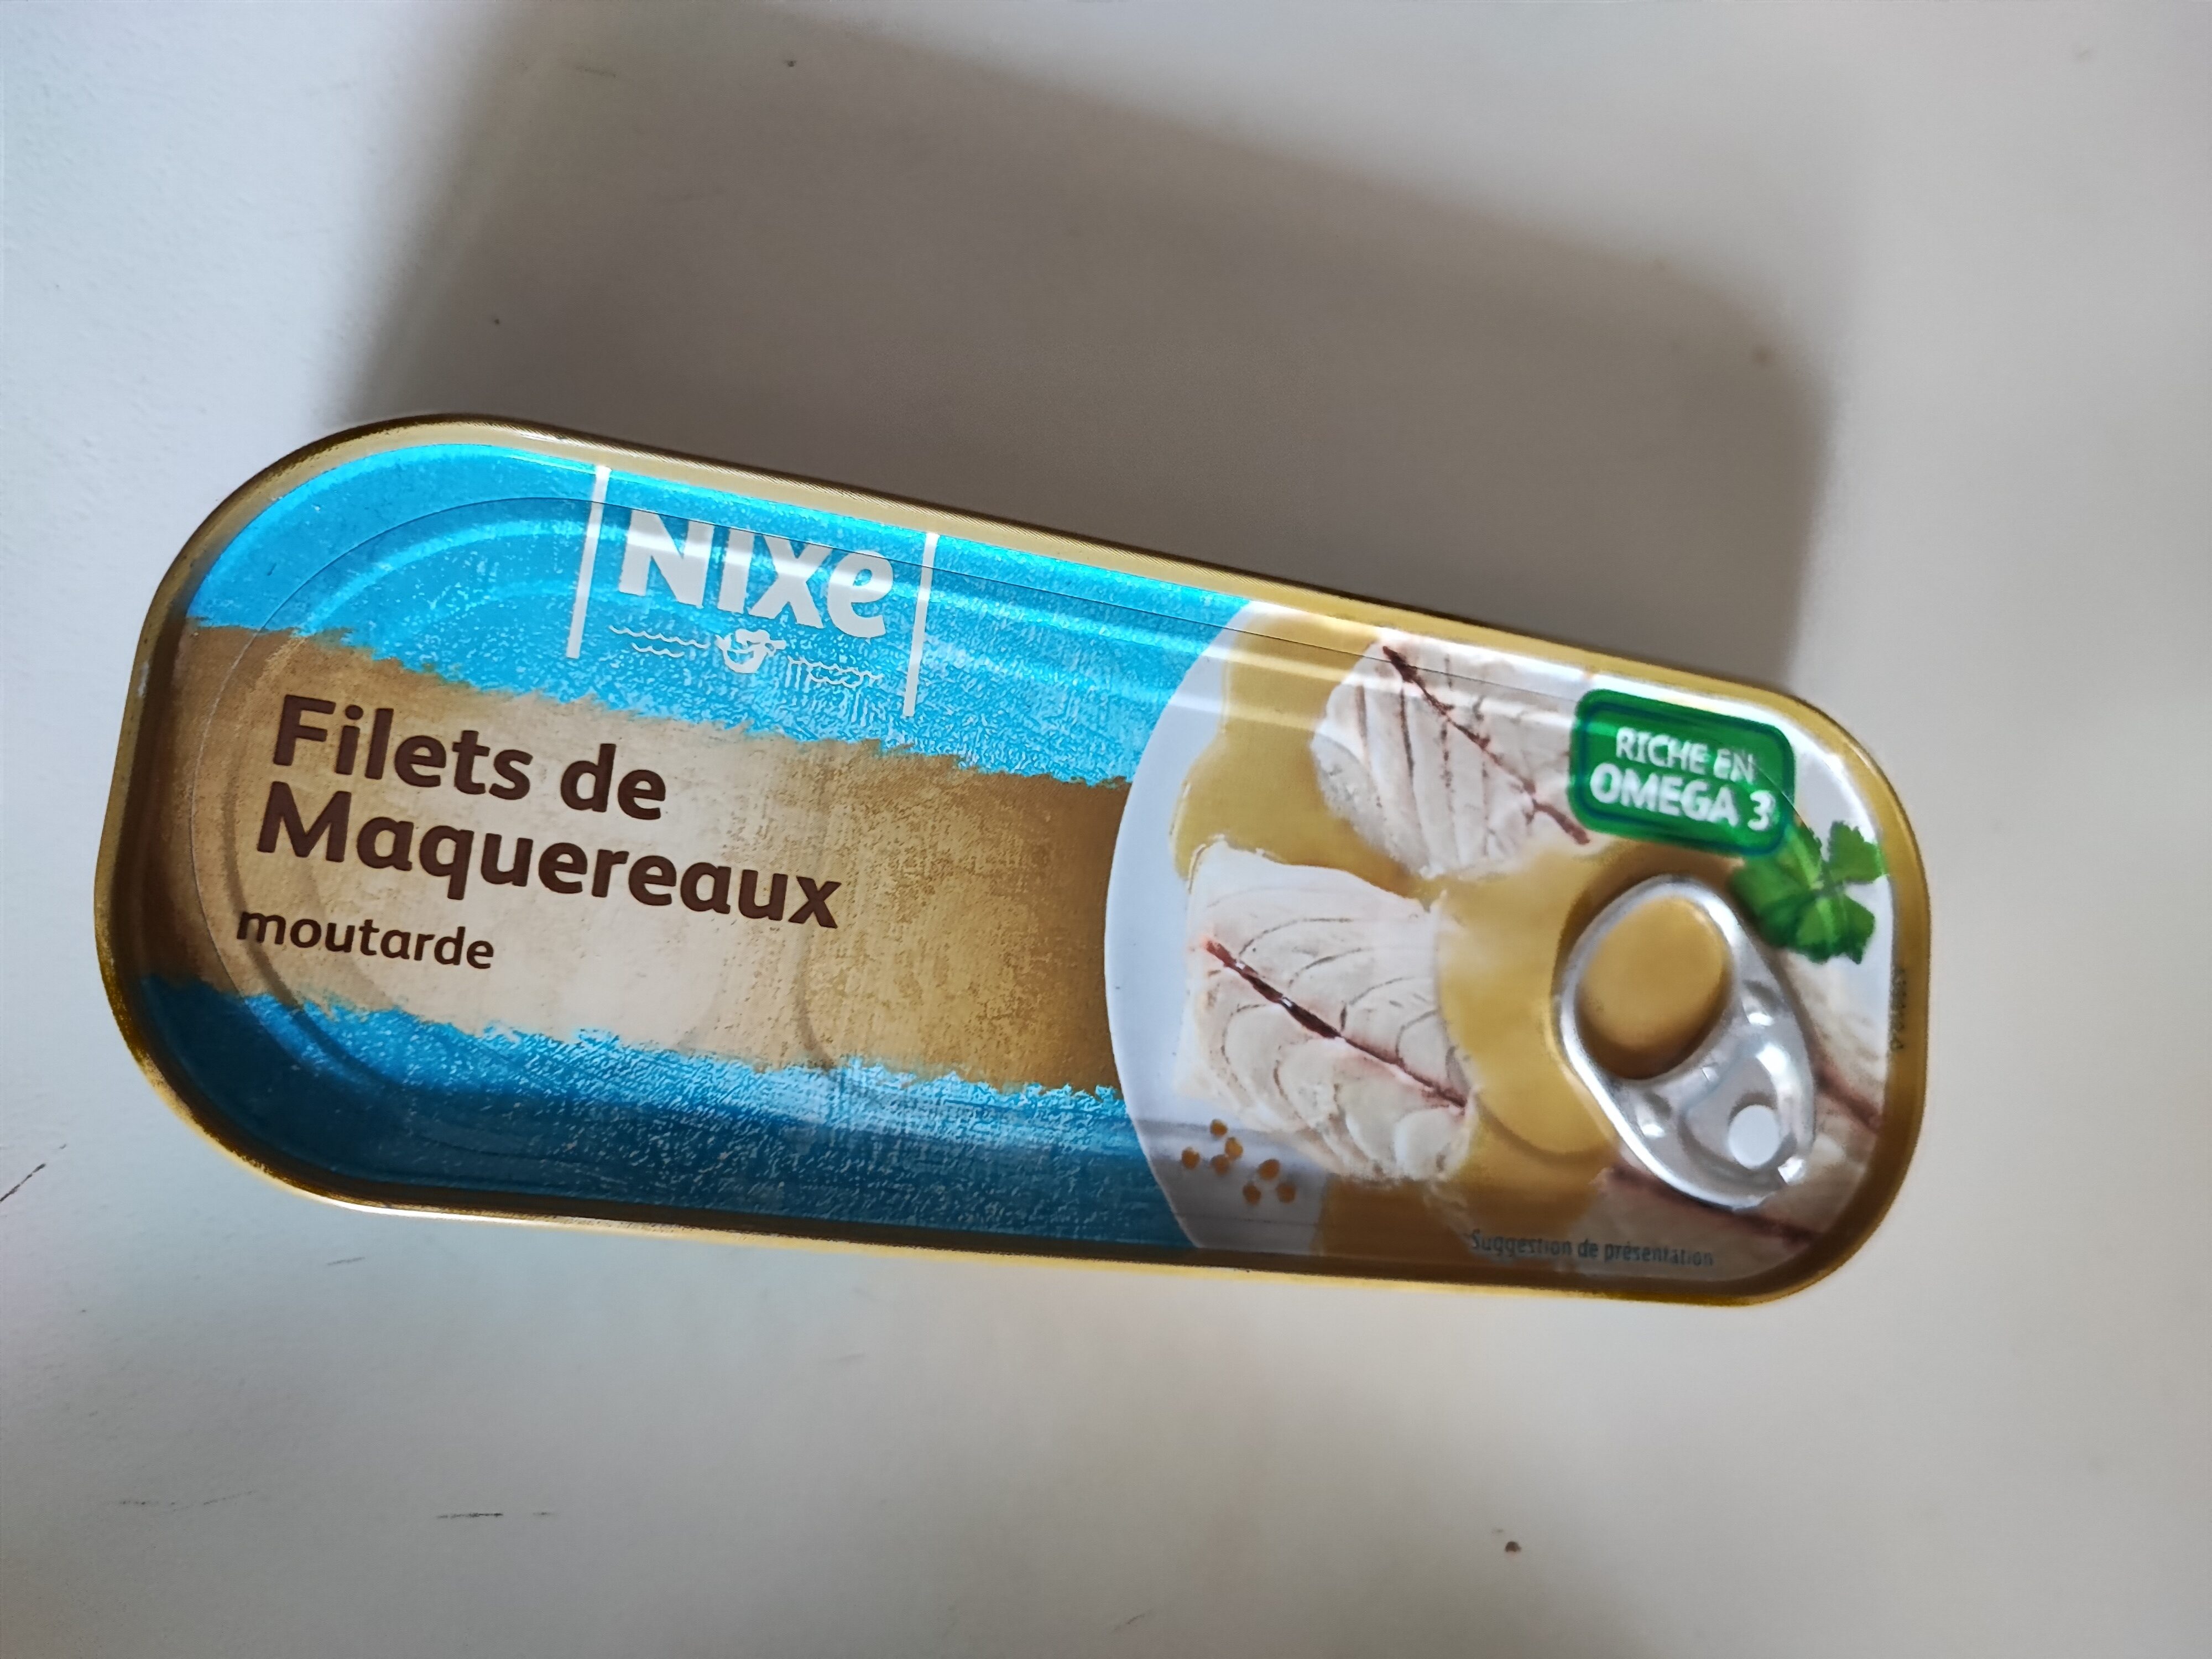 Nixe
Filets de
Maquereaux
moutarde
RICHE EN
OMEGA 3
Suggestion de présentation